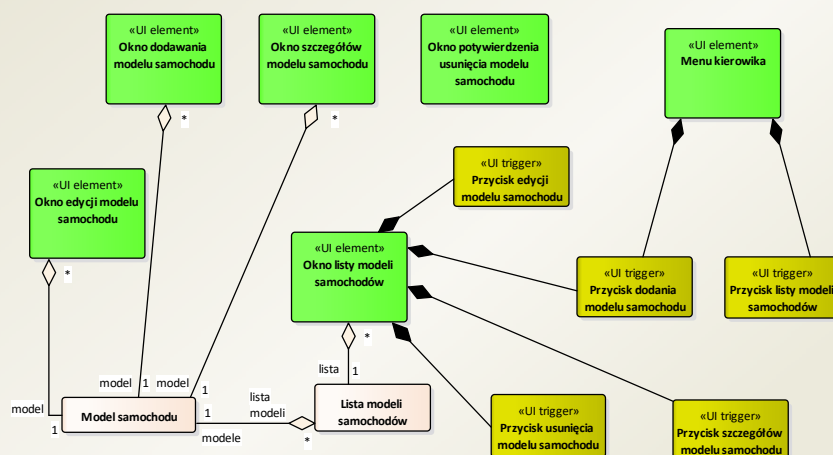 «UI element»
Okno dodawania
modelu samochodu
*
«UI element»
Okno szczegółów
modelu samochodu
*
«UI element»
Okno potywierdzenia
usunięcia modelu
samochodu
«UI element»
Menu kierowika
«UI element»
Okno edycji modelu
samochodu
*
«UI trigger»
Przycisk edycji
modelu samochodu
«UI element»
Okno listy modeli
samochodów
*
«UI trigger»
Przycisk dodania
modelu samochodu
«UI trigger»
Przycisk listy modeli
samochodów
lista
1
model
1
model
1
model
1
Model samochodu
1
modele
lista
modeli
*
Lista modeli
samochodów
«UI trigger»
Przycisk usunięcia
modelu samochodu
«UI trigger»
Przycisk szczegółów
modelu samochodu